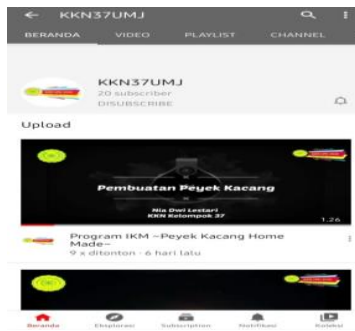 KKN37UMJ
BERANDA VIDEO PLAYLIST CHANNEL
KKN37UMJ
20 subscriber
DISUBSCRIBE
Upload
Pembuatan Peyek Kacang
Nia Dwi Lestari
KKN Kelompok 37
1.26
Program IKM ~Peyek Kacang Home
Made~
9 x ditonton · 6 hari lalu
Beranda Eksplorasi Subscription Notifikasi Koleksi